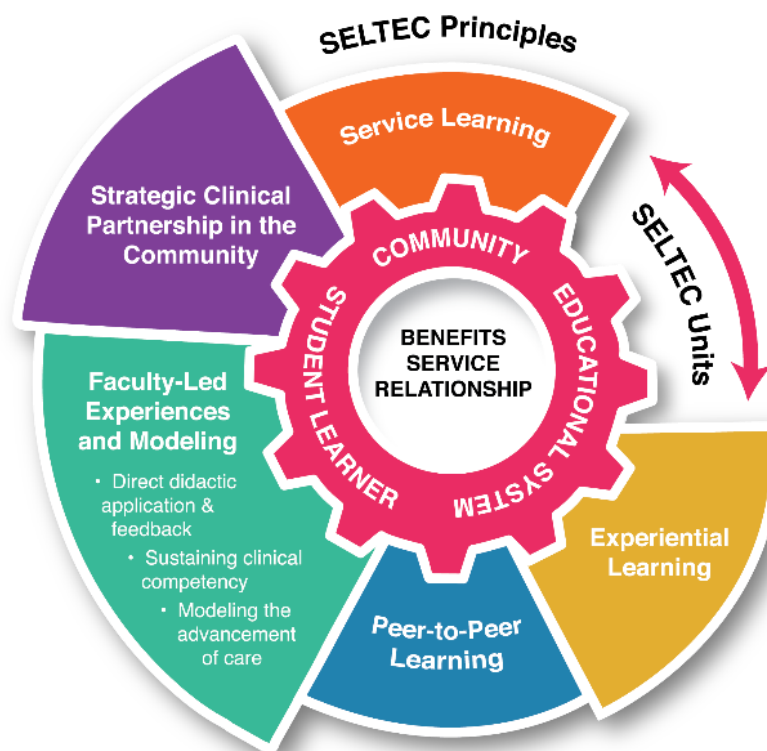 SELTEC Principles
Service Learning
Strategic Clinical
Partnership in the
Community
SELTEC Units
COMMUNITY
EDUCATIONAL SYSTEM
STUDENT LEARNER
BENEFITS
SERVICE
RELATIONSHIP
Faculty-Led
Experiences
and Modeling
• Direct didactic
application &
feedback
• Sustaining clinical
competency
• Modeling the
advancement
of care
Experiential
Learning
Peer-to-Peer
Learning